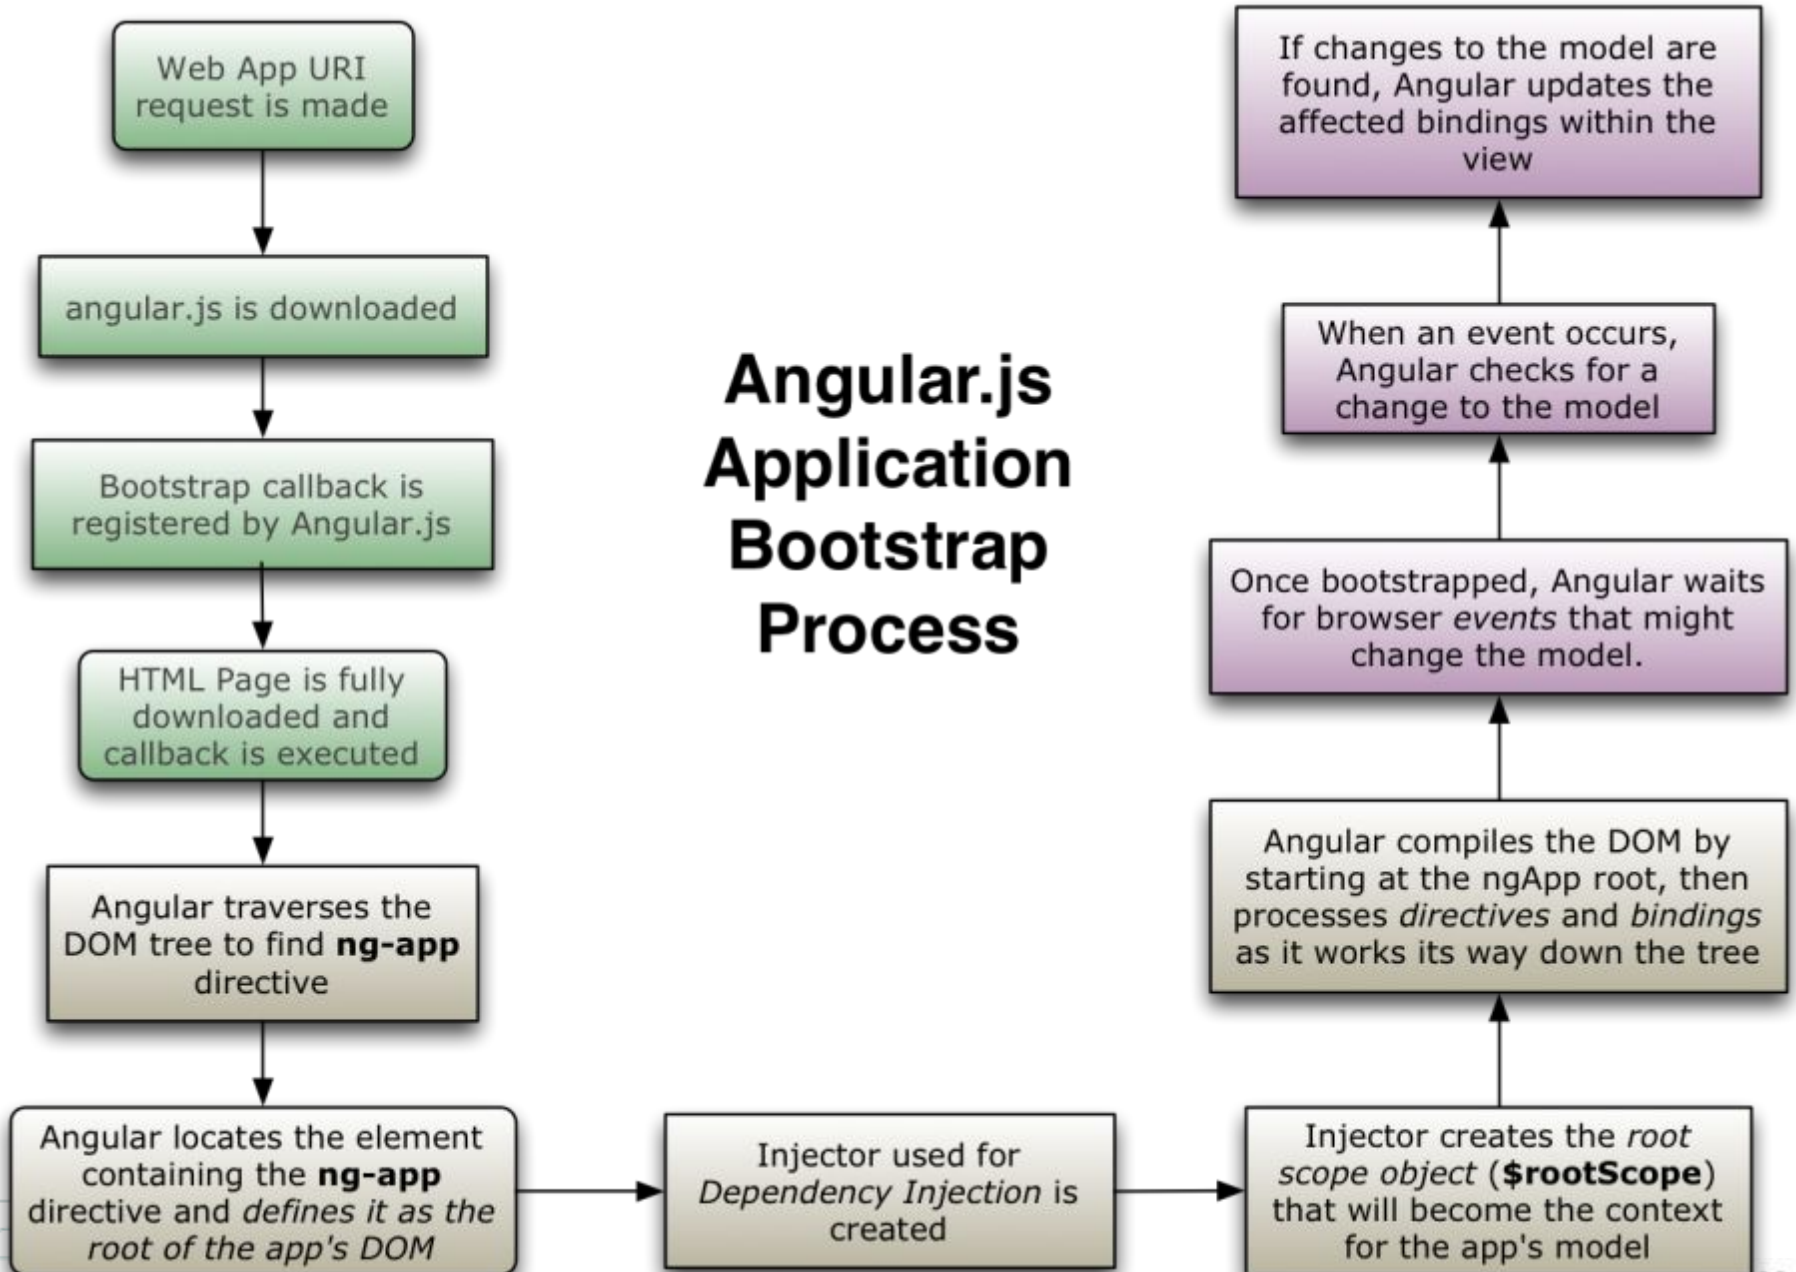 Web App URI
request is made
angular.js is downloaded
Bootstrap callback is
registered by Angular.js
HTML Page is fully
downloaded and
callback is executed
Angular traverses the
DOM tree to find ng-app
directive
Angular locates the element
containing the ng-app
directive and defines it as the
root of the app's DOM
Injector used for
Dependency Injection is
created
Injector creates the root
scope object ($rootScope)
that will become the context
for the app's model
Angular compiles the DOM by
starting at the ngApp root, then
processes directives and bindings
as it works its way down the tree
Once bootstrapped, Angular waits
for browser events that might
change the model.
When an event occurs,
Angular checks for a
change to the model
If changes to the model are
found, Angular updates the
affected bindings within the
view
Angular.js
Application
Bootstrap
Process